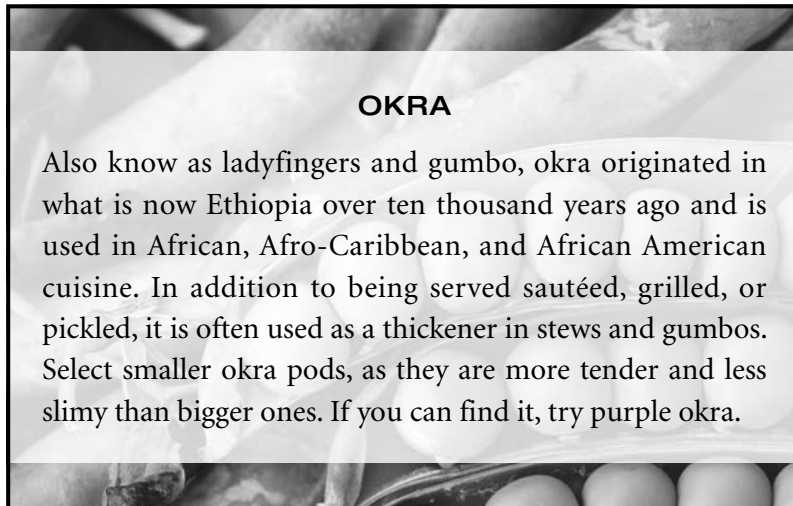 OKRA
Also know as ladyfingers and gumbo, okra originated in
what is now Ethiopia over ten thousand years ago and is
used in African, Afro-Caribbean, and African American
cuisine. In addition to being served sautéed, grilled, or
pickled, it is often used as a thickener in stews and gumbos.
Select smaller okra pods, as they are more tender and less
slimy than bigger ones. If you can find it, try purple okra.